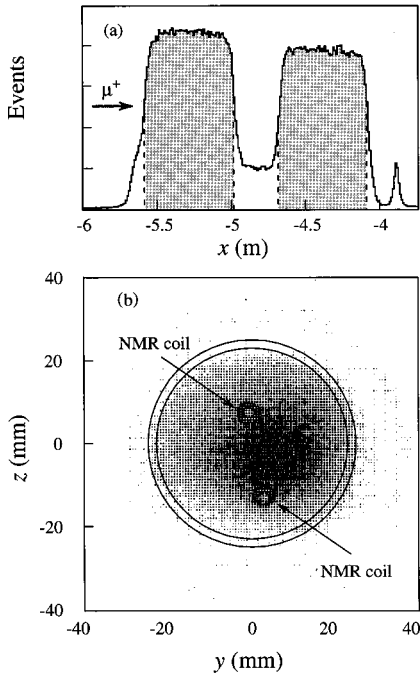 (a)
Events
μ⁺
-6
-5.5
-5
-4.5
-4
x (m)
(b)
40
20
0
-20
-40
z (mm)
NMR coil
NMR coil
-40
-20
0
20
40
y (mm)